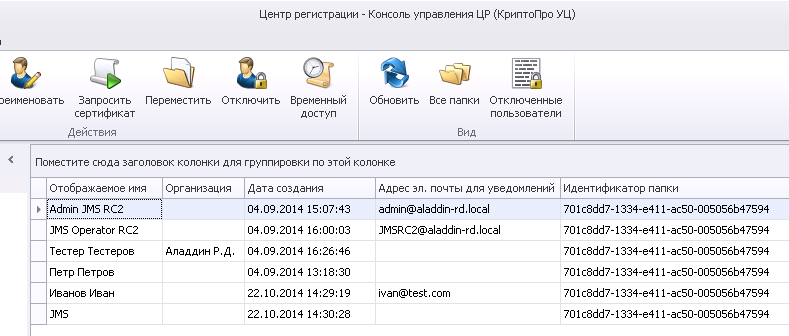 Центр регистрации - Консоль управления ЦР (КриптоПро УЦ)
Запросить сертификат
Переместить
Отключить
Временный доступ
Обновить
Все папки
Отключенные пользователи
Действия
Вид
Поместите сюда заголовок колонки для группировки по этой колонке
Отображаемое имя Организация Дата создания Адрес эл. почты для уведомлений Идентификатор папки
Admin JMS RC2 04.09.2014 15:07:43 admin@aladdin-rd.local 701c8dd7-1334-e411-ac50-005056b47594
JMS Operator RC2 04.09.2014 16:00:03 JMSRC2@aladdin-rd.local 701c8dd7-1334-e411-ac50-005056b47594
Тестер Тестеров Аладдин Р.Д. 04.09.2014 16:26:46 701c8dd7-1334-e411-ac50-005056b47594
Петр Петров 04.09.2014 13:18:30 701c8dd7-1334-e411-ac50-005056b47594
Иванов Иван 22.10.2014 14:29:19 ivan@test.com 701c8dd7-1334-e411-ac50-005056b47594
JMS 22.10.2014 14:30:28 701c8dd7-1334-e411-ac50-005056b47594